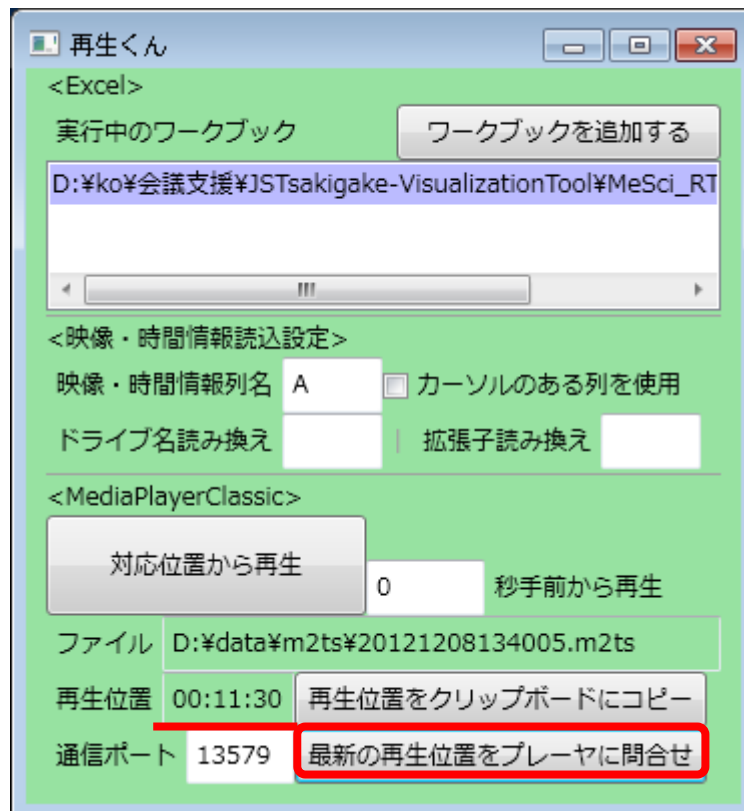 再生くん
<Excel>
実行中のワークブック ワークブックを追加する
D:¥ko¥会議支援¥JSTsakigake-VisualizationTool¥MeSci_RT
<映像・時間情報読込設定>
映像・時間情報列名 A カーソルのある列を使用
ドライブ名読み換え | 拡張子読み換え
<MediaPlayerClassic>
対応位置から再生 0 秒手前から再生
ファイル D:¥data¥m2ts¥20121208134005.m2ts
再生位置 00:11:30 再生位置をクリップボードにコピー
通信ポート 13579 最新の再生位置をプレーヤに問合せ